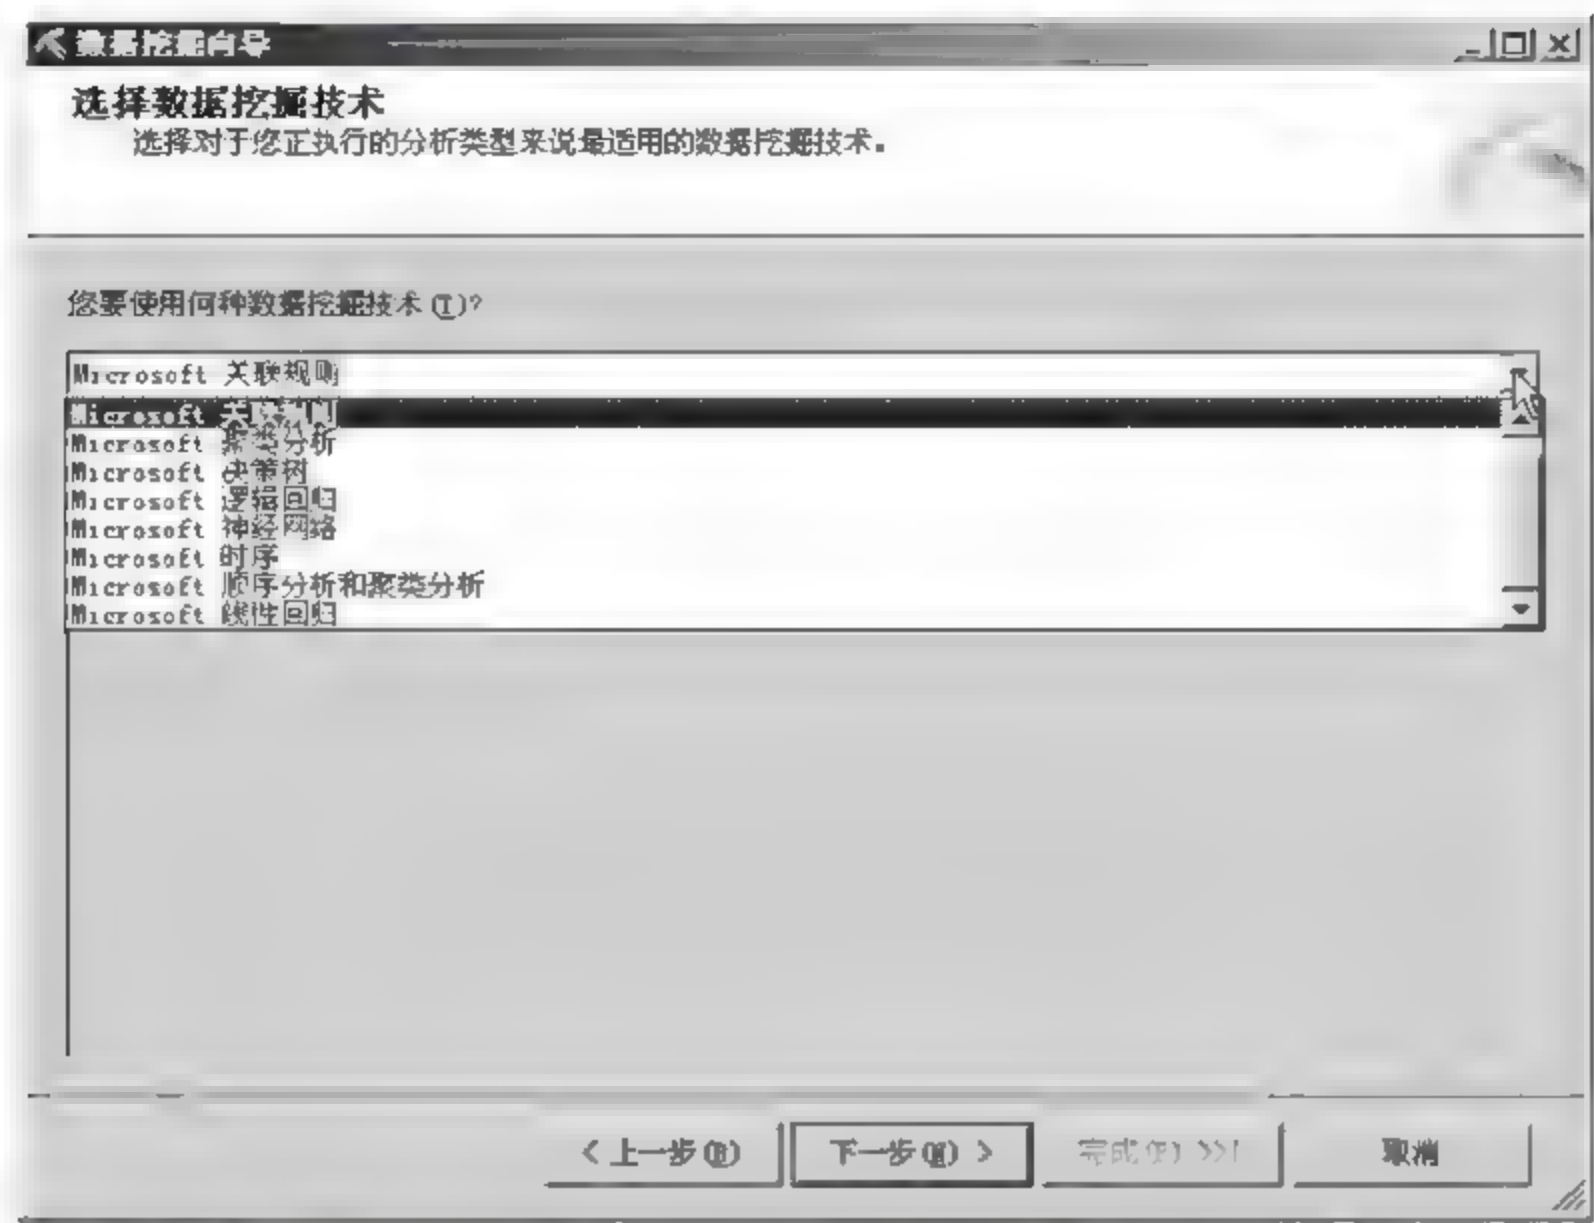 数据挖掘向导
选择数据挖掘技术
选择对于您正执行的分析类型来说最适用的数据挖掘技术。
您要使用何种数据挖掘技术(T)?
Microsoft 关联规则
Microsoft 关联规则
Microsoft 聚类分析
Microsoft 决策树
Microsoft 逻辑回归
Microsoft 神经网络
Microsoft 时序
Microsoft 顺序分析和聚类分析
Microsoft 线性回归
< 上一步(B) 下一步(N) > 完成(F) >>| 取消